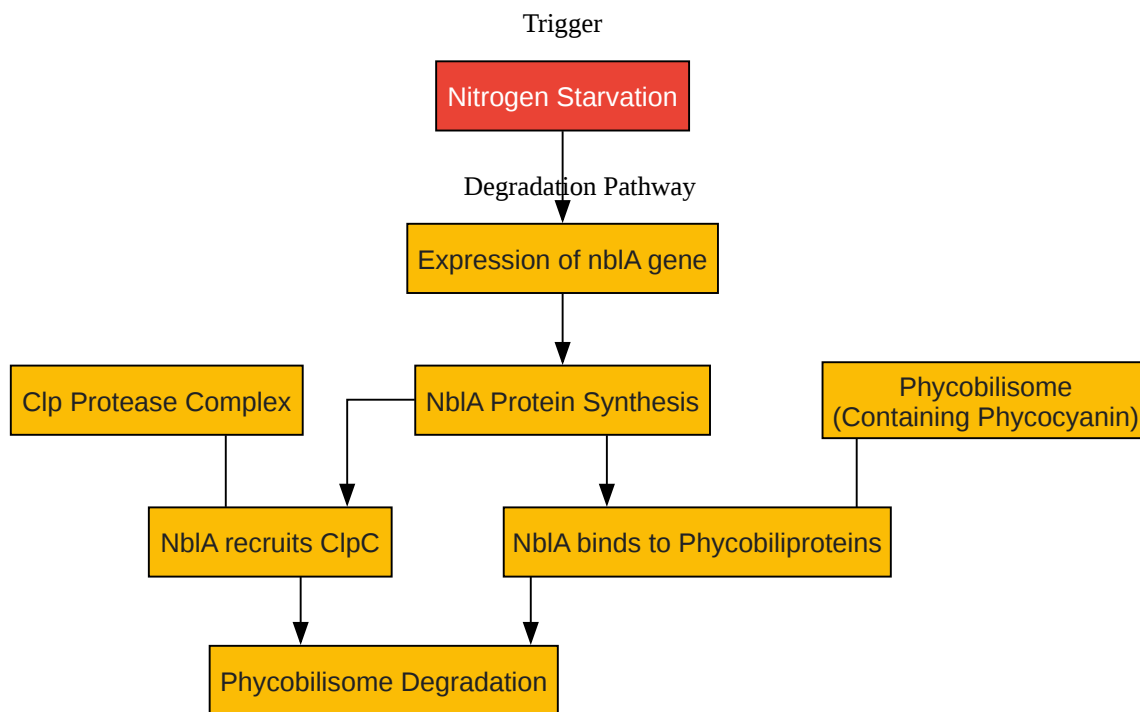 Trigger
Nitrogen Starvation
Degradation Pathway
Expression of nblA gene
Clp Protease Complex
NblA Protein Synthesis
Phycobilisome
(Containing Phycocyanin)
NblA recruits ClpC
NblA binds to Phycobiliproteins
Phycobilisome Degradation